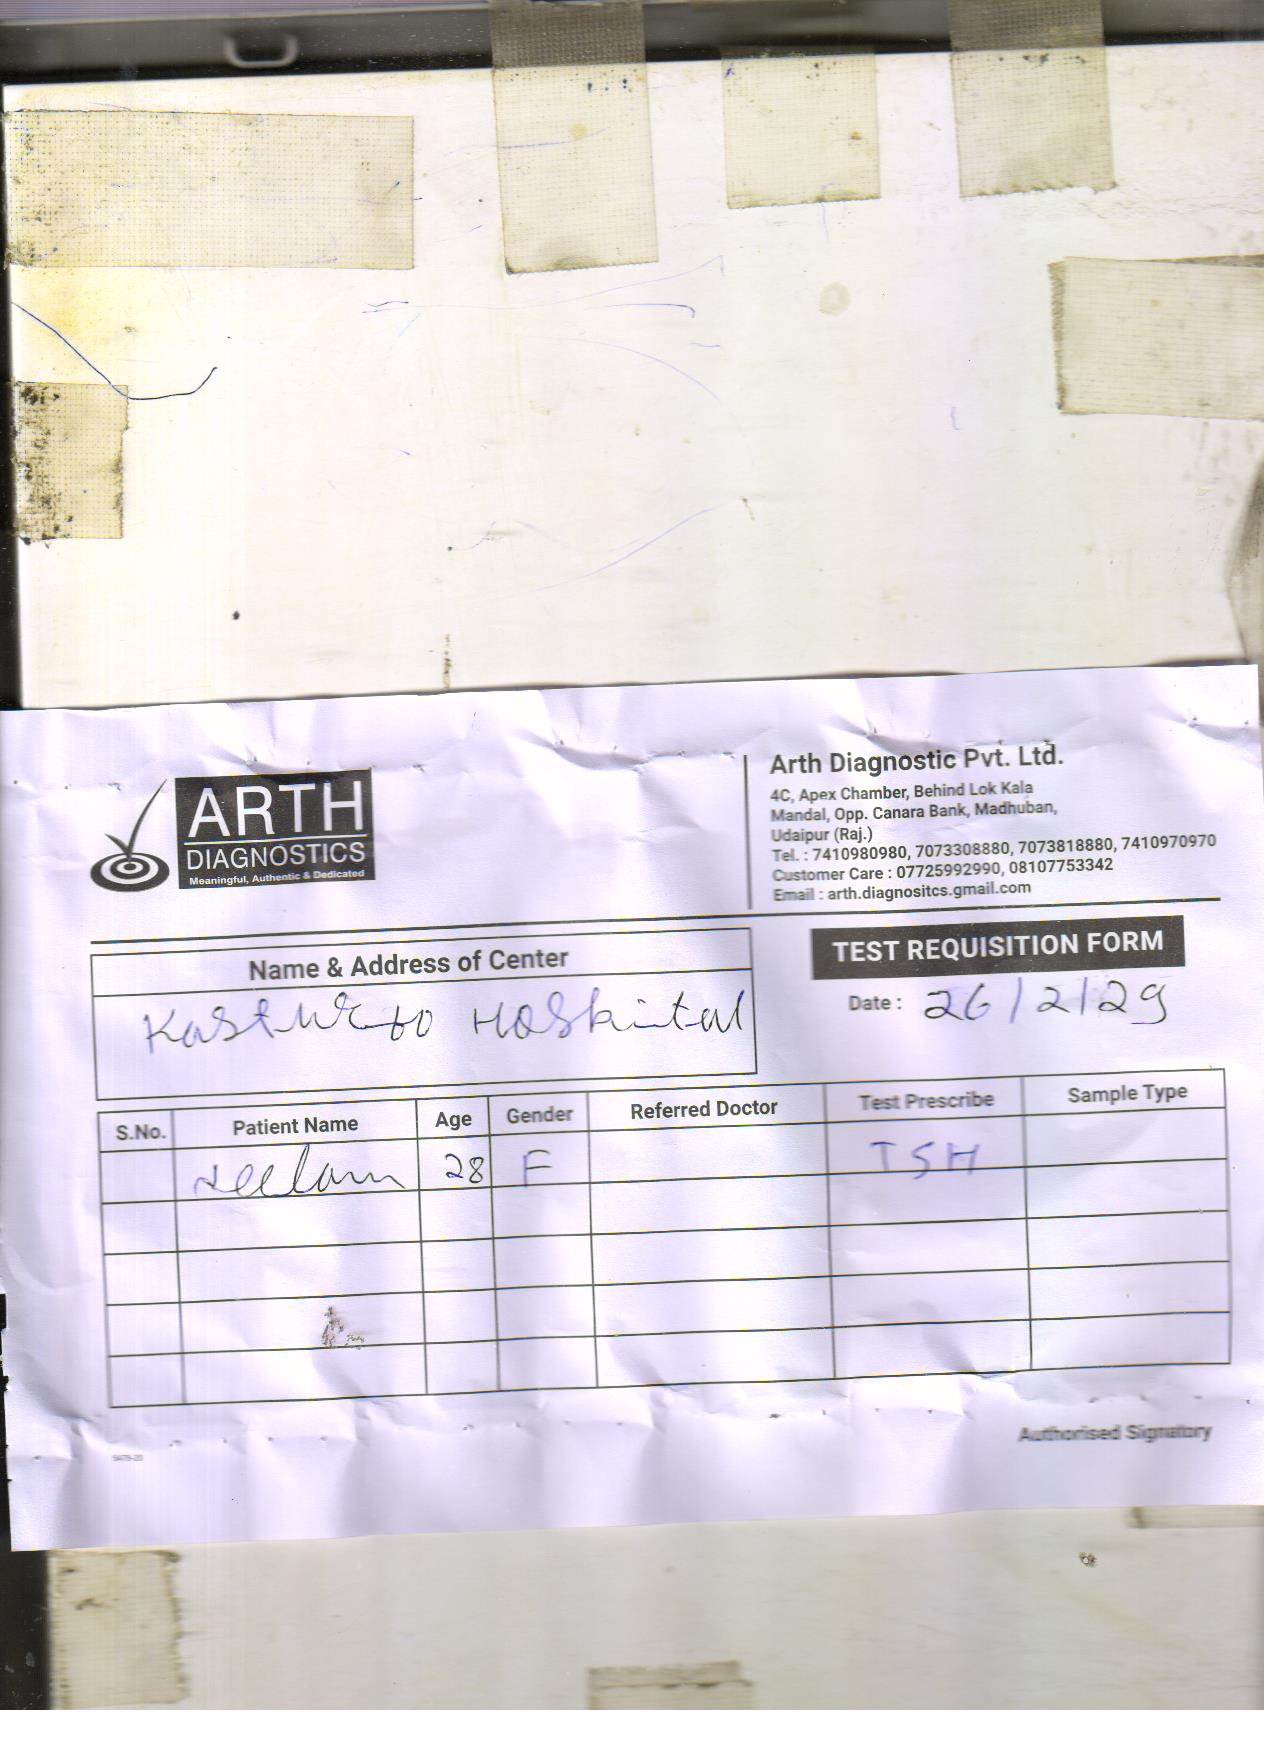 ARTH
DIAGNOSTICS
Meaningful, Authentic & Dedicated
Arth Diagnostic Pvt. Ltd.
4C, Apex Chamber, Behind Lok Kala
Mandal, Opp. Canara Bank, Madhuban,
Udaipur (Raj.)
Tel. : 7410980980, 7073308880, 7073818880, 7410970970
Customer Care : 07725992990, 08107753342
Email : arth.diagnositcs.gmail.com
Name & Address of Center
Hospital
TEST REQUISITION FORM
Date : 26/2/29
S.No. Patient Name Age Gender Referred Doctor Test Prescribe Sample Type
Neelam 28 F TSH
Authorised Signatory